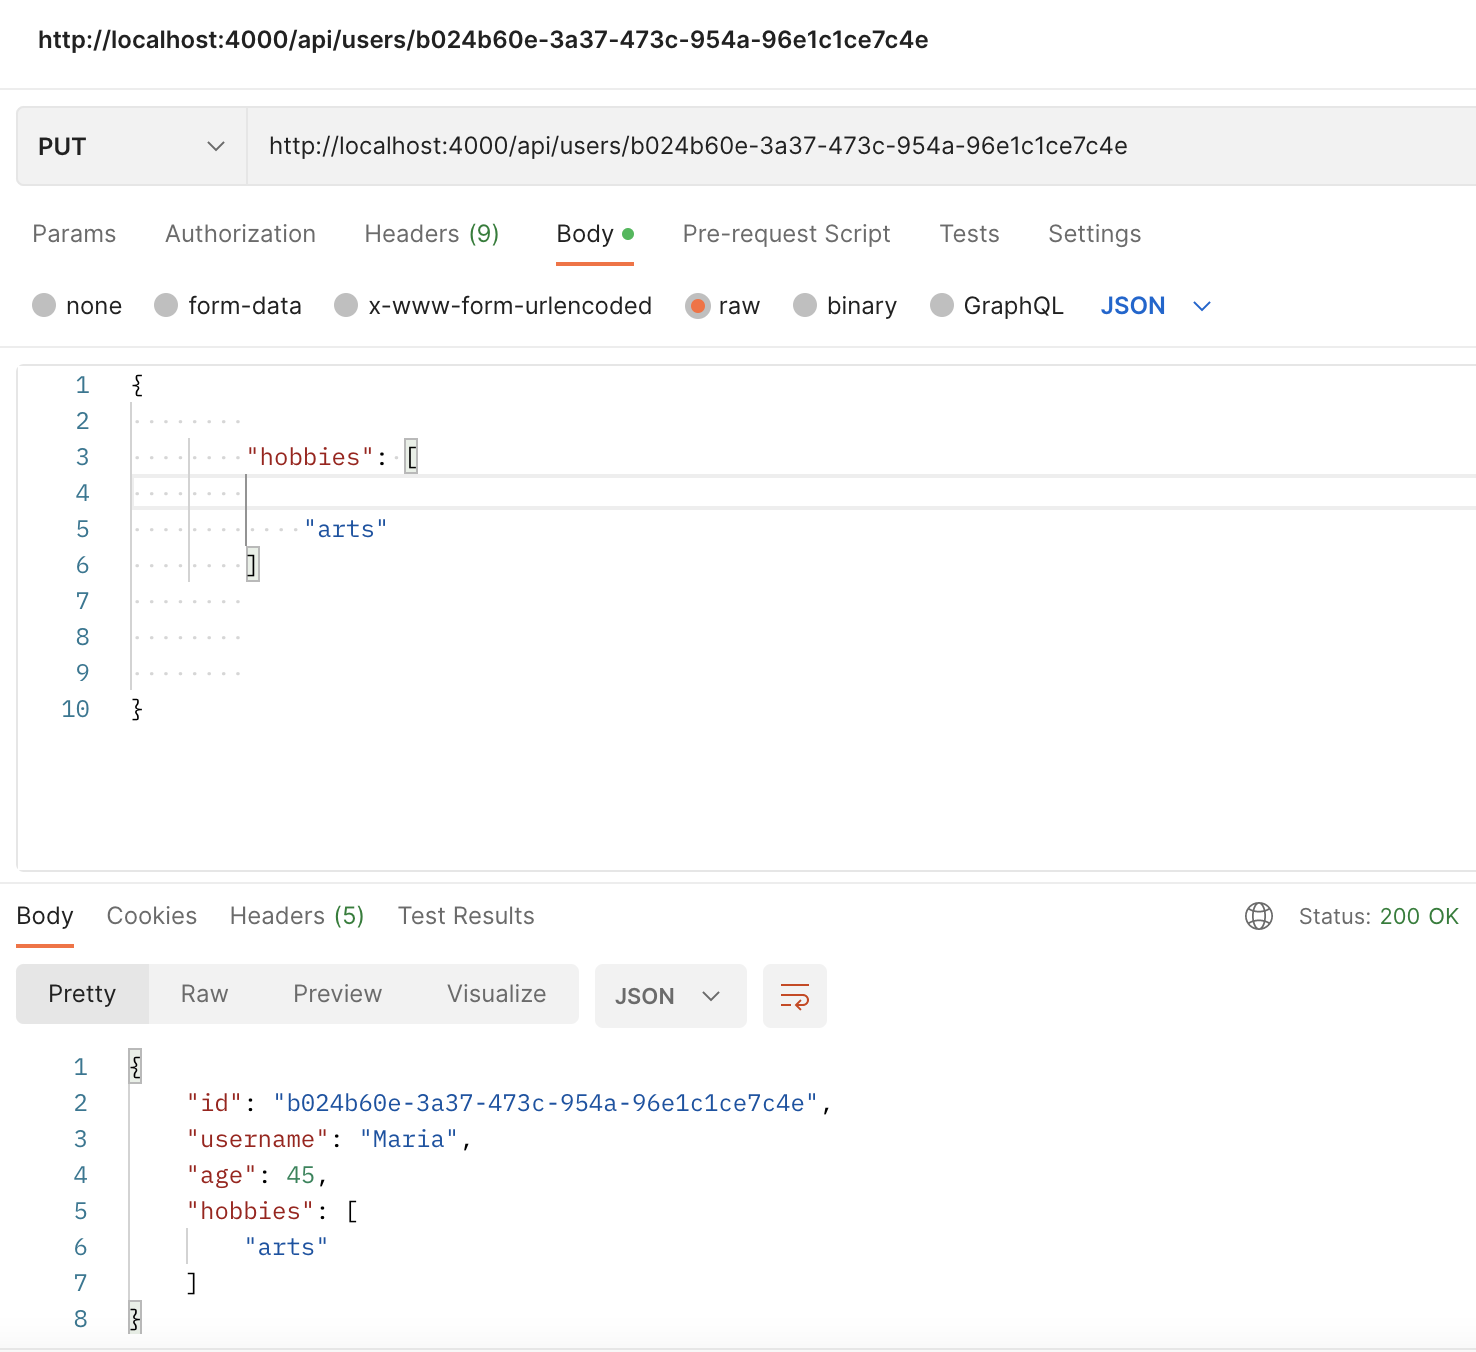 http://localhost:4000/api/users/b024b60e-3a37-473c-954a-96e1c1ce7c4e
PUT http://localhost:4000/api/users/b024b60e-3a37-473c-954a-96e1c1ce7c4e
Params Authorization Headers (9) Body Pre-request Script Tests Settings
none form-data x-www-form-urlencoded raw binary GraphQL JSON
1 {
2
3 "hobbies": [
4
5 "arts"
6 ]
7
8
9
10 }
Body Cookies Headers (5) Test Results Status: 200 OK
Pretty Raw Preview Visualize JSON
1 {
2 "id": "b024b60e-3a37-473c-954a-96e1c1ce7c4e",
3 "username": "Maria",
4 "age": 45,
5 "hobbies": [
6 "arts"
7 ]
8 }